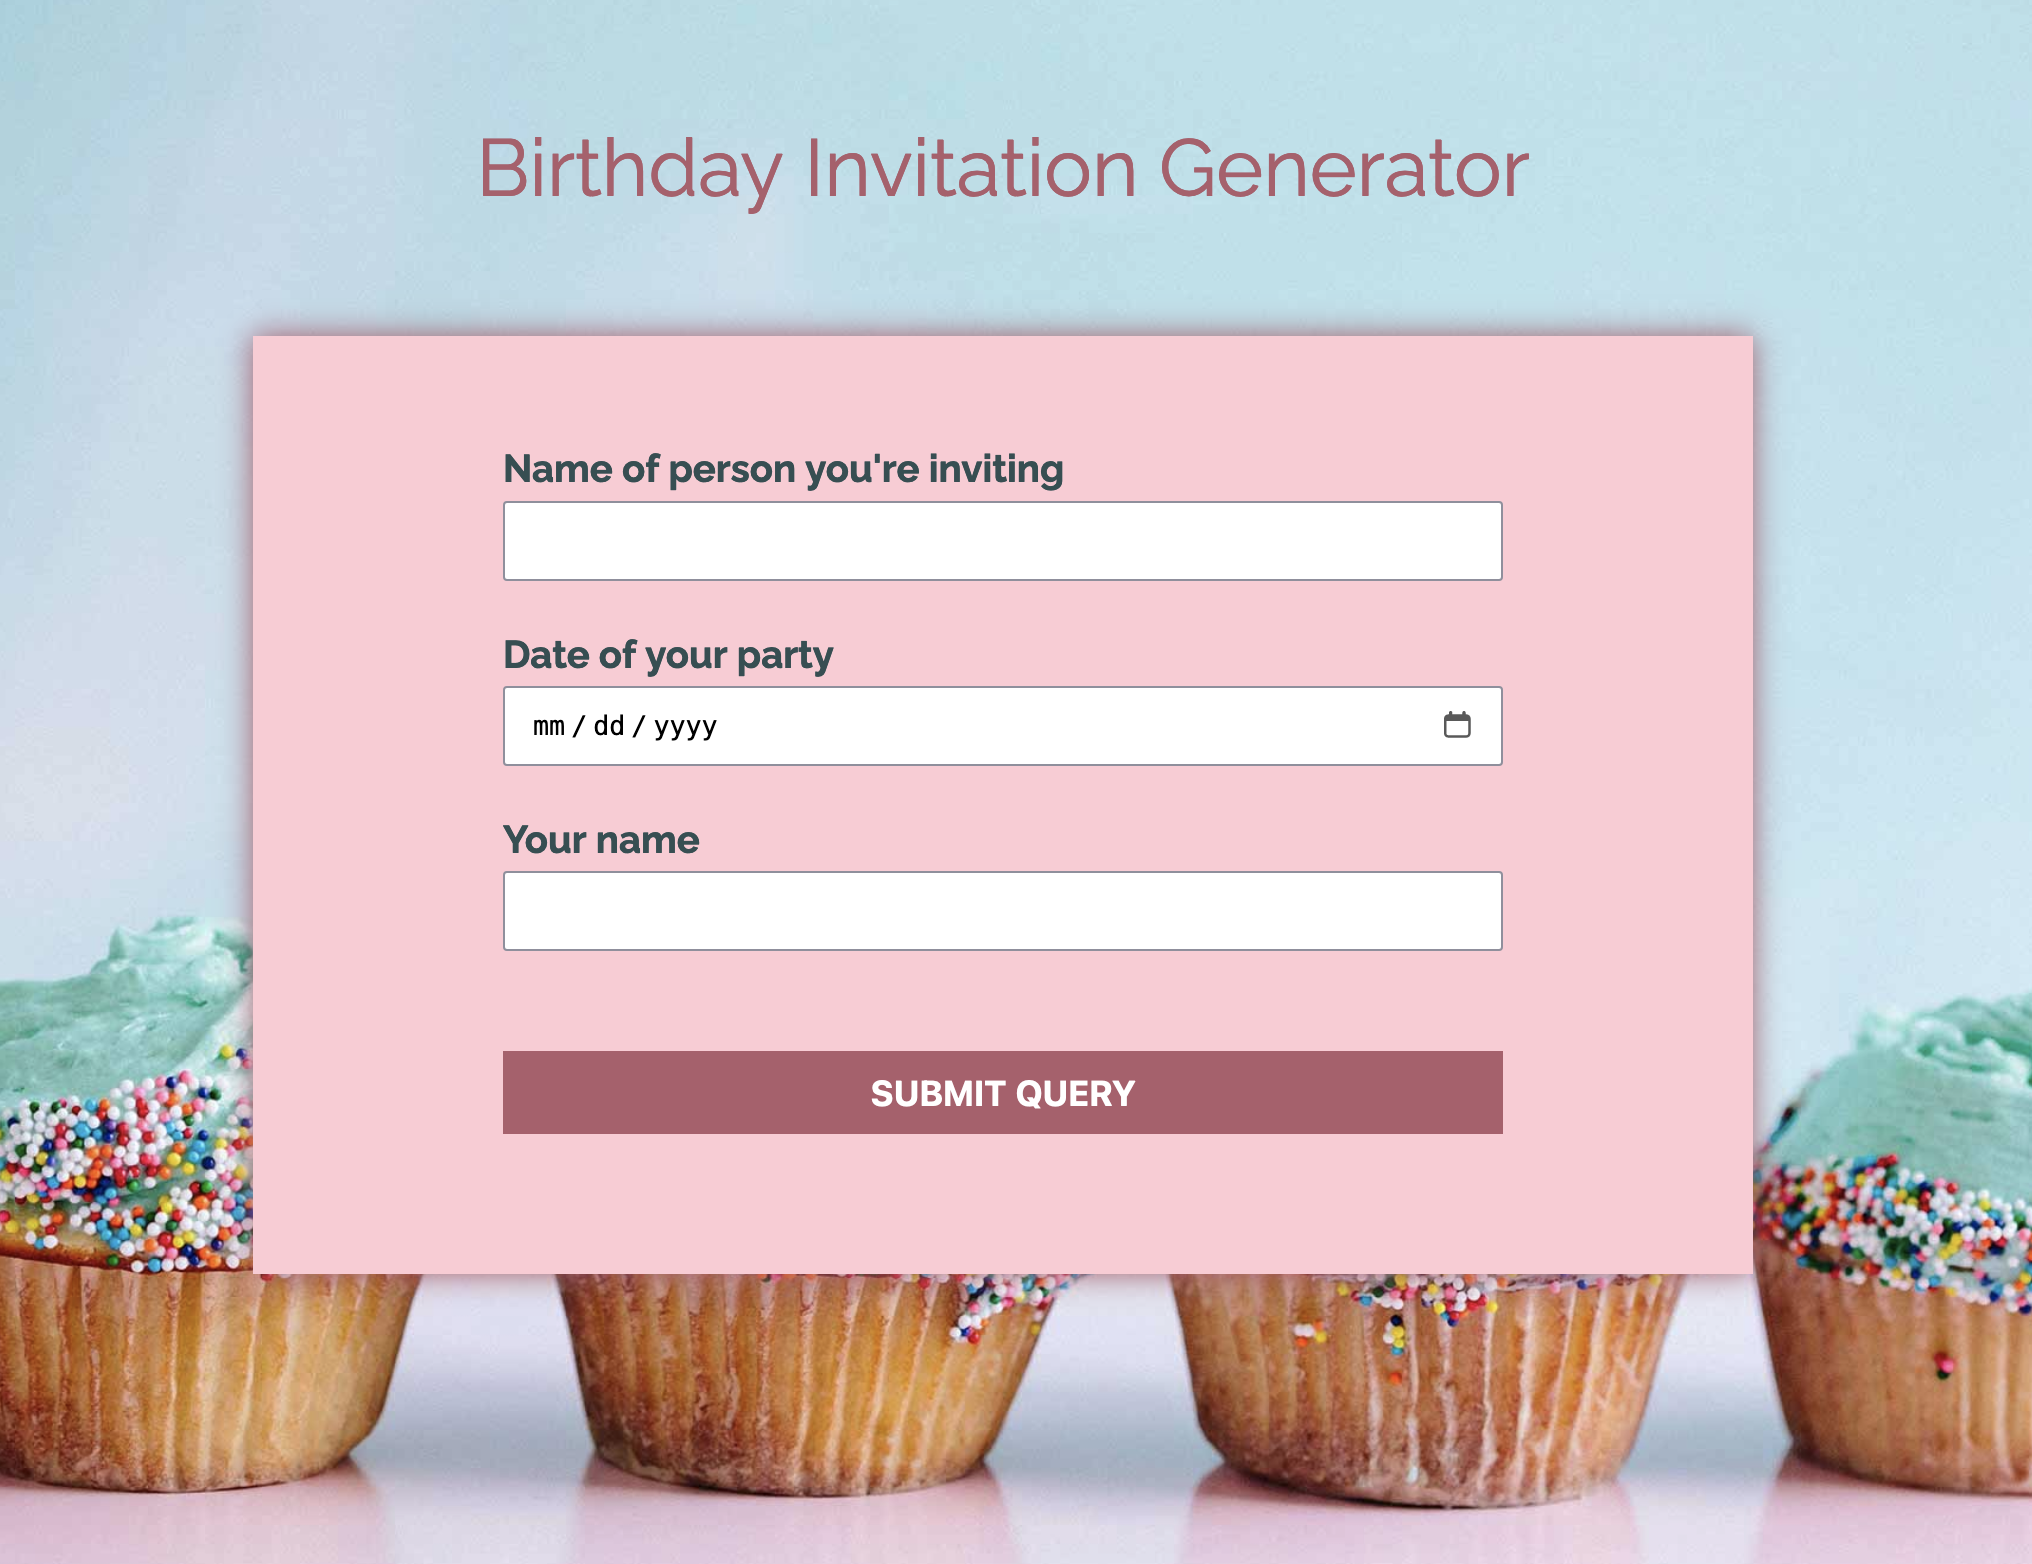 Birthday Invitation Generator
Name of person you're inviting
Date of your party
mm / dd / yyyy
Your name
SUBMIT QUERY